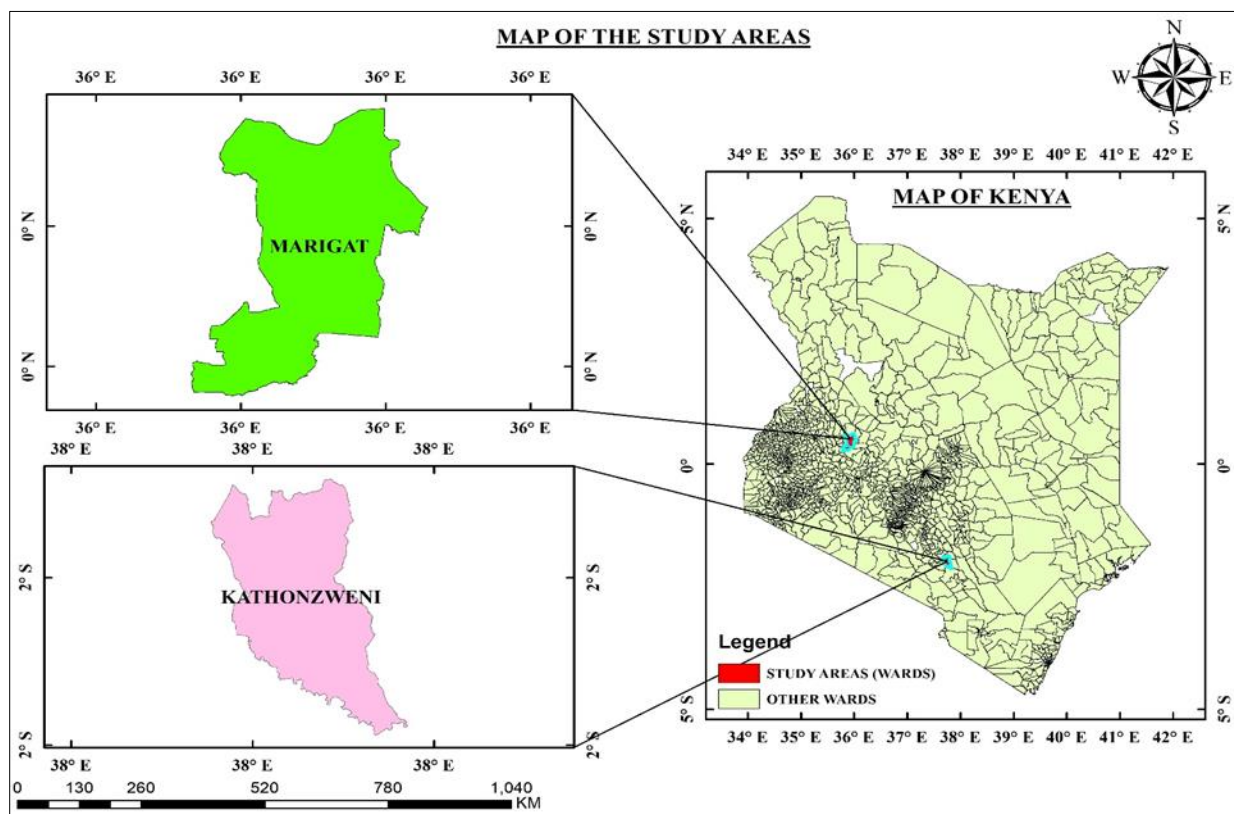 MAP OF THE STUDY AREAS
N
W E
S
36° E 36° E 36° E 36° E
0° N 0° N
MARIGAT
0° N 0° N
36° E 36° E 36° E 36° E
38° E 38° E 38° E
2°S 2°S
KATHONZWENI
2°S 2°S
38° E 38° E 38° E
0 130 260 520 780 1,040
KM
34° E 35° E 36° E 37° E 38° E 39° E 40° E 41° E 42° E
MAP OF KENYA
5°N 5°N
0° 0°
Legend
STUDY AREAS (WARDS)
OTHER WARDS
5°S 5°S
34° E 35° E 36° E 37° E 38° E 39° E 40° E 41° E 42° E